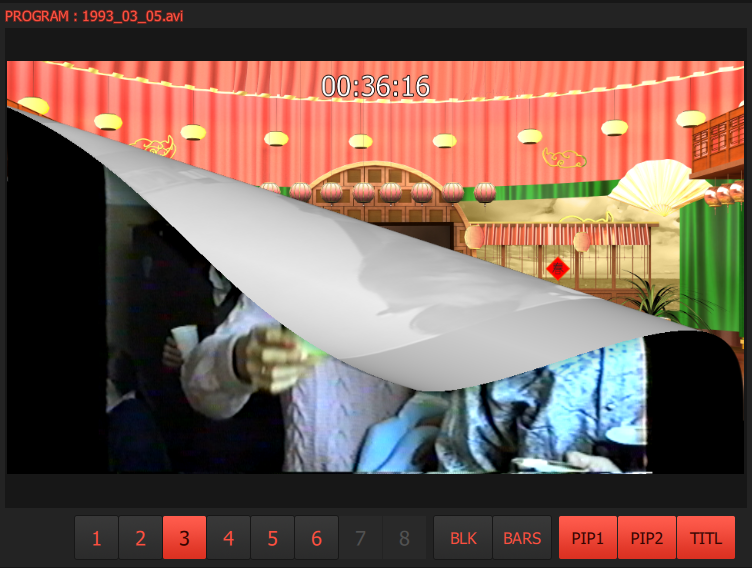 PROGRAM : 1993_03_05.avi
00:36:16
1 2 3 4 5 6 7 8 BLK BARS PIP1 PIP2 TITL